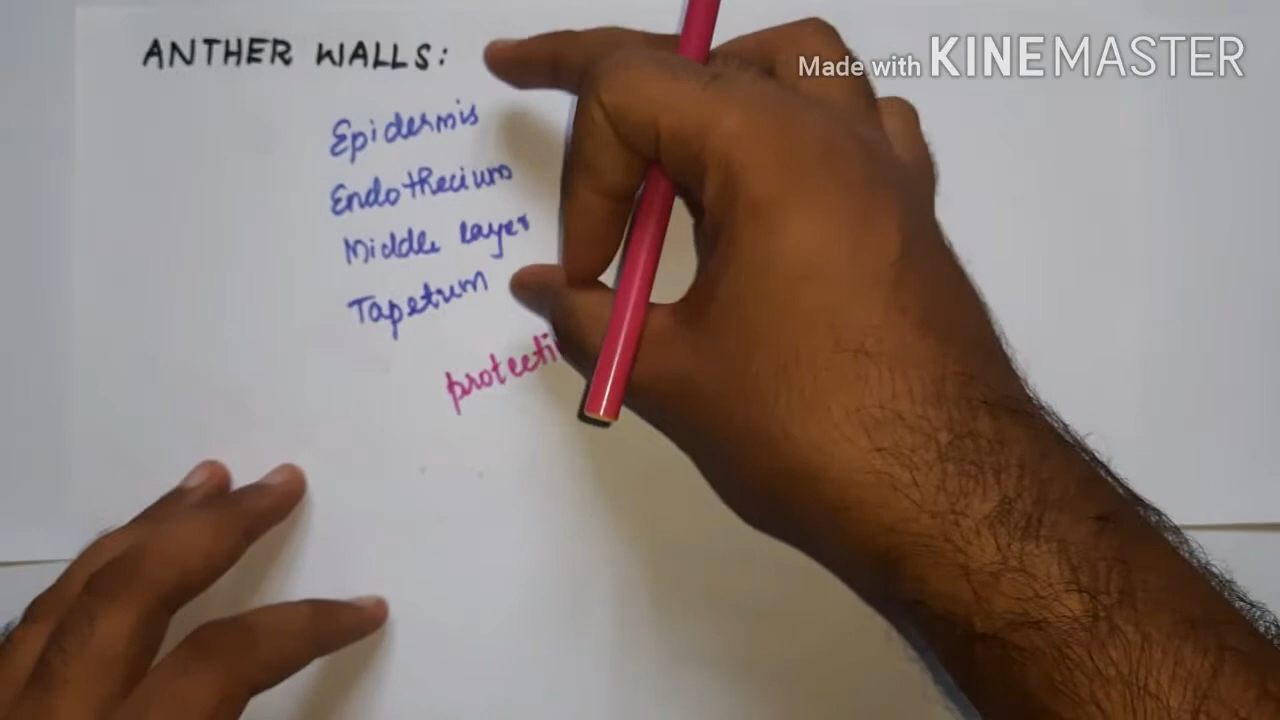 ANTHER WALLS:
Made with KINEMASTER
Epidermis
Endothecium
Middle layer
Tapetum
protecti